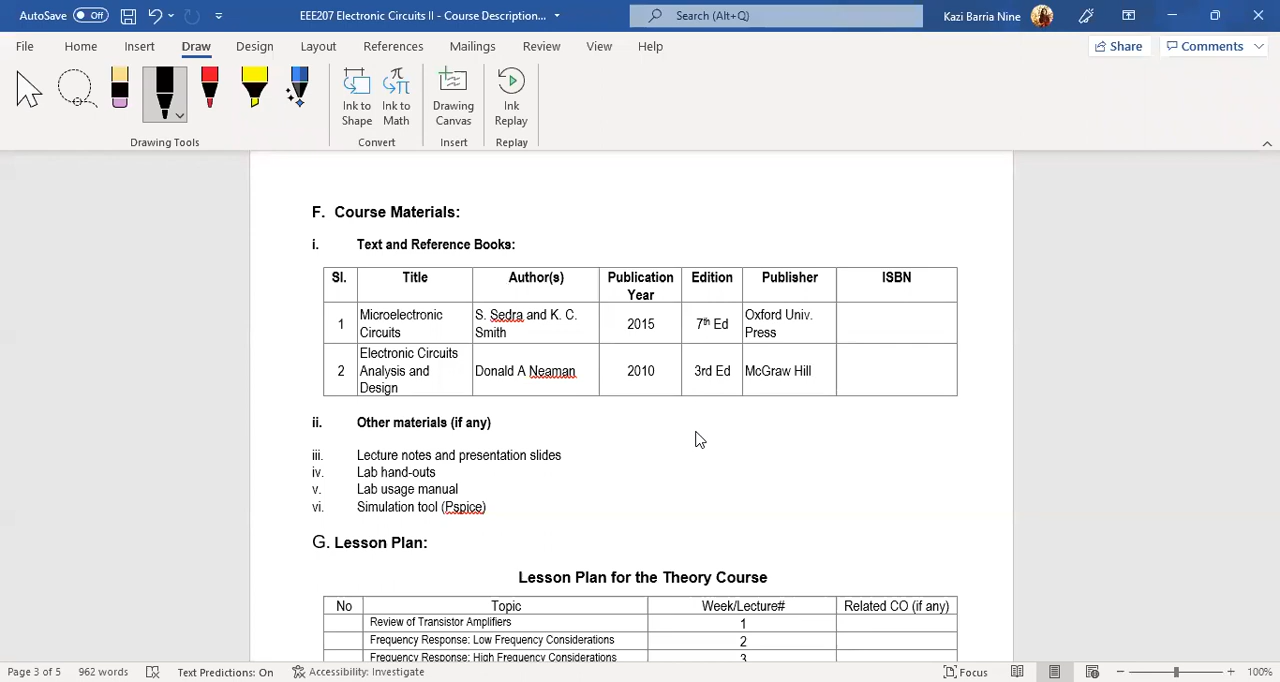 AutoSave Off EEE207 Electronic Circuits II - Course Description... Search (Alt+Q) Kazi Barria Nine
File Home Insert Draw Design Layout References Mailings Review View Help Share Comments
Ink to Shape
Ink to Math
Drawing Canvas
Ink Replay
Drawing Tools Convert Insert Replay
F. Course Materials:
i. Text and Reference Books:
Sl. Title Author(s) Publication Year Edition Publisher ISBN
1 Microelectronic Circuits S. Sedra and K. C. Smith 2015 7th Ed Oxford Univ. Press
2 Electronic Circuits Analysis and Design Donald A Neaman 2010 3rd Ed McGraw Hill
ii. Other materials (if any)
iii. Lecture notes and presentation slides
iv. Lab hand-outs
v. Lab usage manual
vi. Simulation tool (Pspice)
G. Lesson Plan:
Lesson Plan for the Theory Course
No Topic Week/Lecture# Related CO (if any)
Review of Transistor Amplifiers 1
Frequency Response: Low Frequency Considerations 2
Frequency Response: High Frequency Considerations 3
Page 3 of 5 962 words Text Predictions: On Accessibility: Investigate Focus 100%